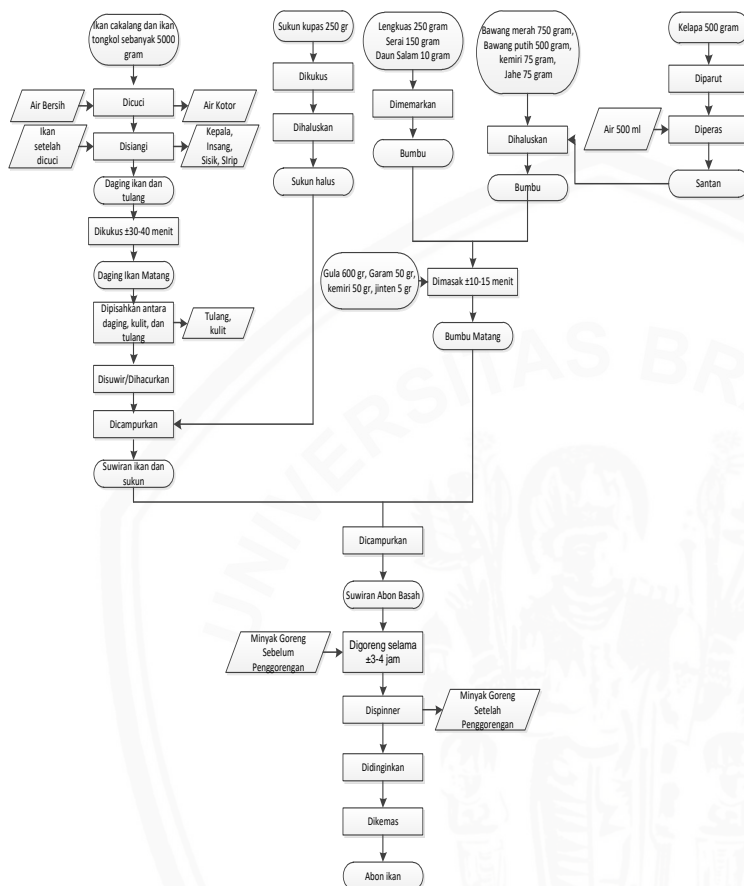 Ikan cakalang dan ikan
tongkol sebanyak 5000
gram
Air Bersih
Dicuci
Air Kotor
Ikan
setelah
dicuci
Disiangi
Kepala,
Insang,
Sisik, SIrip
Daging ikan dan
tulang
Dikukus ±30-40 menit
Daging Ikan Matang
Dipisahkan antara
daging, kulit, dan
tulang
Tulang,
kulit
Disuwir/Dihacurkan
Dicampurkan
Suwiran ikan dan
sukun
Sukun kupas 250 gr
Dikukus
Dihaluskan
Sukun halus
Lengkuas 250 gram
Serai 150 gram
Daun Salam 10 gram
Dimemarkan
Bumbu
Bawang merah 750 gram,
Bawang putih 500 gram,
kemiri 75 gram,
Jahe 75 gram
Dihaluskan
Bumbu
Kelapa 500 gram
Diparut
Air 500 ml
Diperas
Santan
Gula 600 gr, Garam 50 gr,
kemiri 50 gr, jinten 5 gr
Dimasak ±10-15 menit
Bumbu Matang
Dicampurkan
Suwiran Abon Basah
Minyak Goreng
Sebelum
Penggorengan
Digoreng selama
±3-4 jam
Dispinner
Minyak Goreng
Setelah
Penggorengan
Didinginkan
Dikemas
Abon ikan
UNIVERSITAS BRA